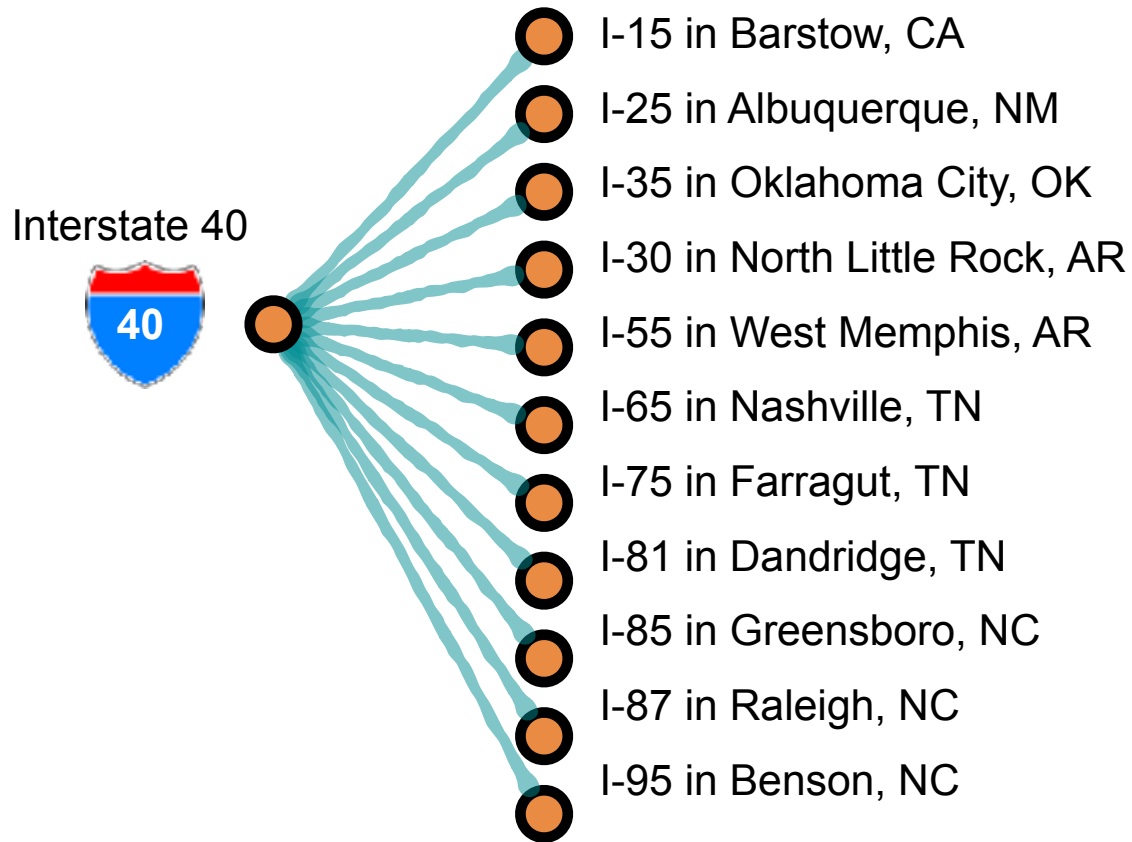 I-15 in Barstow, CA
I-25 in Albuquerque, NM
I-35 in Oklahoma City, OK
Interstate 40
40
I-30 in North Little Rock, AR
I-55 in West Memphis, AR
I-65 in Nashville, TN
I-75 in Farragut, TN
I-81 in Dandridge, TN
I-85 in Greensboro, NC
I-87 in Raleigh, NC
I-95 in Benson, NC